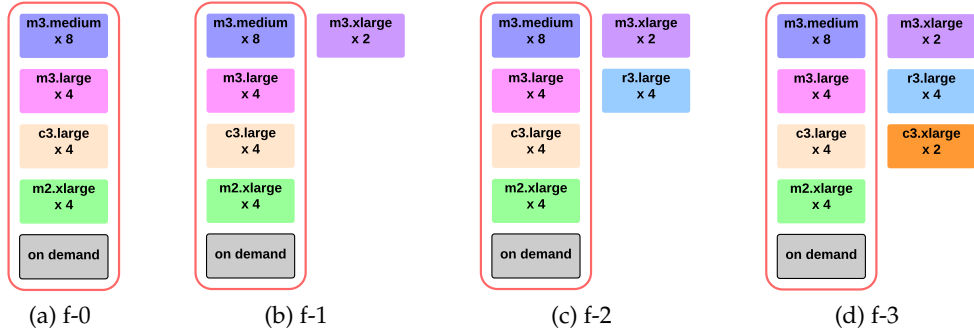 m3.medium
x 8
m3.large
x 4
c3.large
x 4
m2.xlarge
x 4
on demand
(a) f-0
m3.medium
x 8
m3.xlarge
x 2
m3.large
x 4
c3.large
x 4
m2.xlarge
x 4
on demand
(b) f-1
m3.medium
x 8
m3.xlarge
x 2
m3.large
x 4
r3.large
x 4
c3.large
x 4
m2.xlarge
x 4
on demand
(c) f-2
m3.medium
x 8
m3.xlarge
x 2
m3.large
x 4
r3.large
x 4
c3.large
x 4
c3.xlarge
x 2
m2.xlarge
x 4
on demand
(d) f-3